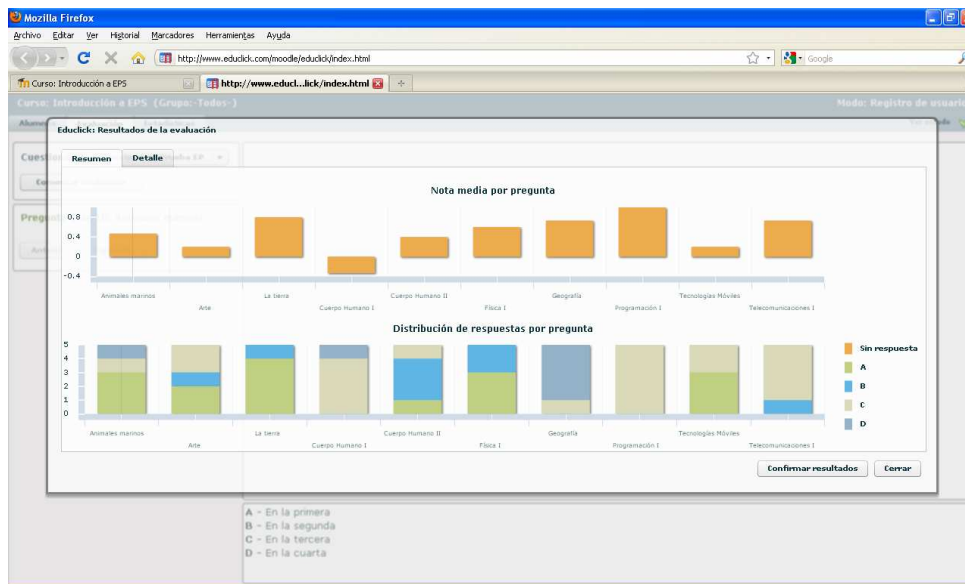 Mozilla Firefox
Archivo Editar Ver Historial Marcadores Herramientas Ayuda
http://www.educlick.com/moodle/educlick/index.html
Google
Curso: Introducción a EPS
http://www.educl...lick/index.html
Curso: Introducción a EPS (Grupo:-Todos-)
Modo: Registro de usuario
Educlick: Resultados de la evaluación
Resumen Detalle
Nota media por pregunta
0.8
0.4
0
-0.4
Animales marinos
Arte
La tierra
Cuerpo Humano I
Cuerpo Humano II
Física I
Geografía
Programación I
Tecnologías Móviles
Telecomunicaciones I
Distribución de respuestas por pregunta
5
4
3
2
1
0
Animales marinos
Arte
La tierra
Cuerpo Humano I
Cuerpo Humano II
Física I
Geografía
Programación I
Tecnologías Móviles
Telecomunicaciones I
Sin respuesta
A
B
C
D
Confirmar resultados Cerrar
A - En la primera
B - En la segunda
C - En la tercera
D - En la cuarta